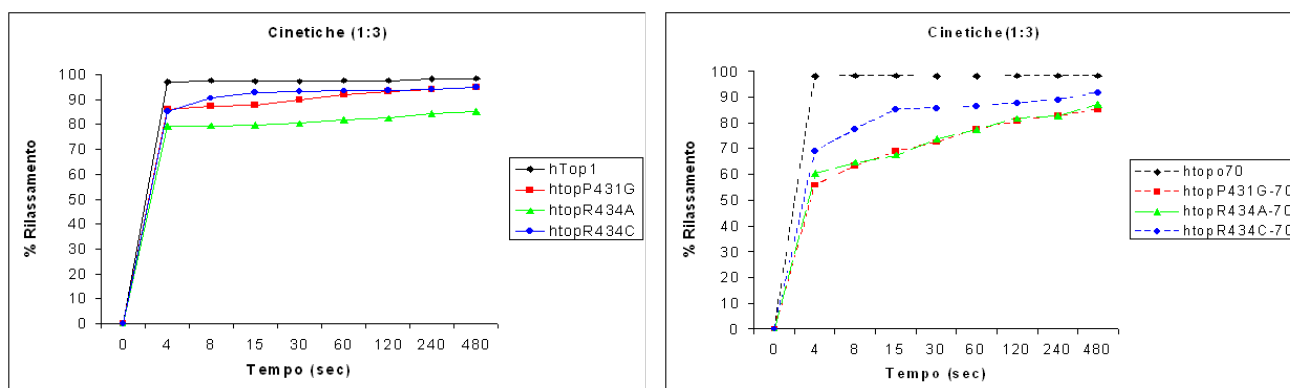 Cinetiche (1:3)
% Rilassamento
100
90
80
70
60
50
40
30
20
10
0
0 4 8 15 30 60 120 240 480
Tempo (sec)
hTop1
htopP431G
htopR434A
htopR434C
Cinetiche(1:3)
% Rilassamento
100
90
80
70
60
50
40
30
20
10
0
0 4 8 15 30 60 120 240 480
Tempo (sec)
htopo70
htopP431G-70
htopR434A-70
htopR434C-70